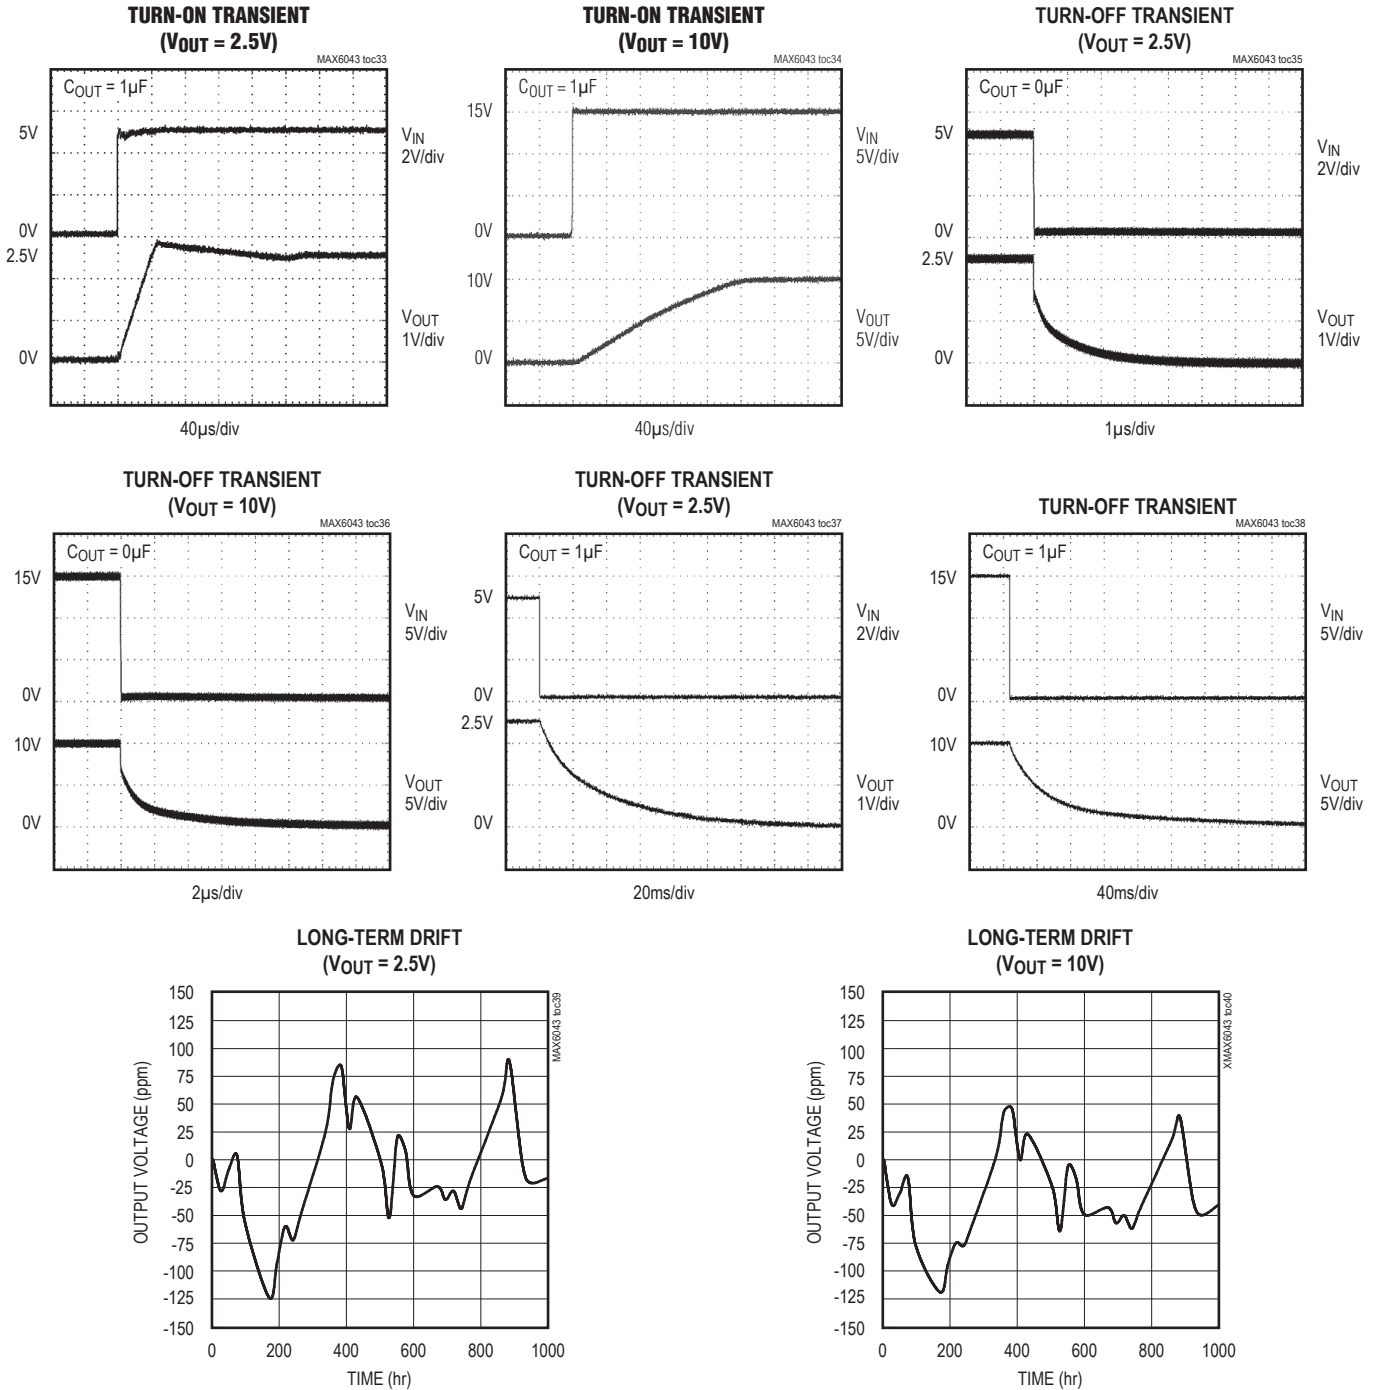 TURN-ON TRANSIENT
(VOUT = 2.5V)
MAX6043 toc33
COUT = 1µF
5V
0V
2.5V
0V
VIN
2V/div
VOUT
1V/div
40µs/div
TURN-ON TRANSIENT
(VOUT = 10V)
MAX6043 toc34
COUT = 1µF
15V
0V
10V
0V
VIN
5V/div
VOUT
5V/div
40µs/div
TURN-OFF TRANSIENT
(VOUT = 2.5V)
MAX6043 toc35
COUT = 0µF
5V
0V
2.5V
0V
VIN
2V/div
VOUT
1V/div
1µs/div
TURN-OFF TRANSIENT
(VOUT = 10V)
MAX6043 toc36
COUT = 0µF
15V
0V
10V
0V
VIN
5V/div
VOUT
5V/div
2µs/div
TURN-OFF TRANSIENT
(VOUT = 2.5V)
MAX6043 toc37
COUT = 1µF
5V
0V
2.5V
0V
VIN
2V/div
VOUT
1V/div
20ms/div
TURN-OFF TRANSIENT
MAX6043 toc38
COUT = 1µF
15V
0V
10V
0V
VIN
5V/div
VOUT
5V/div
40ms/div
LONG-TERM DRIFT
(VOUT = 2.5V)
MAX6043 toc39
OUTPUT VOLTAGE (ppm)
150
125
100
75
50
25
0
-25
-50
-75
-100
-125
-150
0 200 400 600 800 1000
TIME (hr)
LONG-TERM DRIFT
(VOUT = 10V)
XMAX6043 toc40
OUTPUT VOLTAGE (ppm)
150
125
100
75
50
25
0
-25
-50
-75
-100
-125
-150
0 200 400 600 800 1000
TIME (hr)